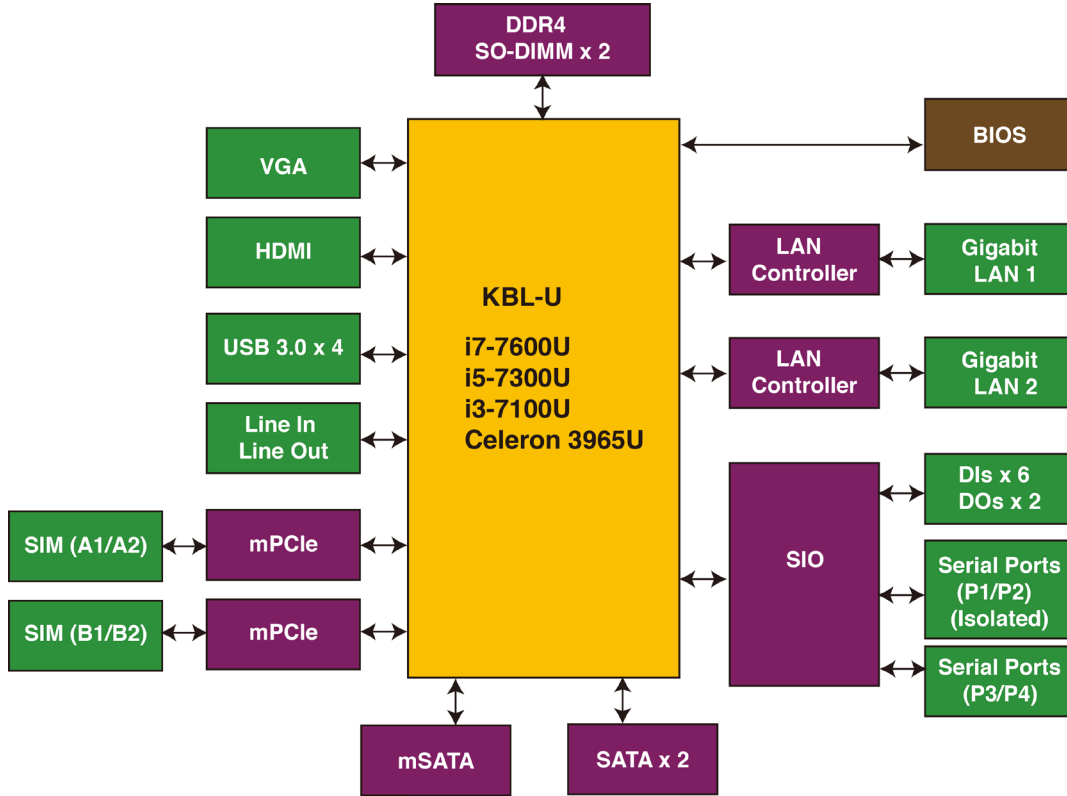 DDR4
SO-DIMM x 2
BIOS
VGA
HDMI
USB 3.0 x 4
Line In
Line Out
SIM (A1/A2)
mPCIe
SIM (B1/B2)
mPCIe
KBL-U
i7-7600U
i5-7300U
i3-7100U
Celeron 3965U
LAN
Controller
Gigabit
LAN 1
LAN
Controller
Gigabit
LAN 2
SIO
DIs x 6
DOs x 2
Serial Ports
(P1/P2)
(Isolated)
Serial Ports
(P3/P4)
mSATA
SATA x 2